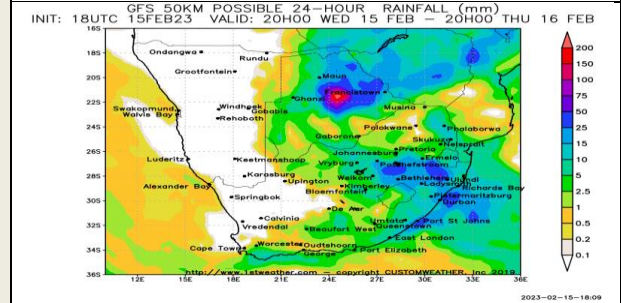 GFS 50KM POSSIBLE 24-HOUR RAINFALL (mm)
INIT: 18UTC 15FEB23 VALID: 20H00 WED 15 FEB - 20H00 THU 16 FEB
16S
18S
20S
22S
24S
26S
28S
30S
32S
34S
36S
Ondangwa
Rundu
Grootfontein
Maun
Francistown
Ghanzi
Swakopmund
Walvis Bay
Windhoek
Gobabis
Rehoboth
Musina
Polokwane
Phalaborwa
Gaborone
Skukuza
Nelspruit
Johannesburg
Pretoria
Ermelo
Luderitz
Keetmanshoop
Vryburg
Potchefstroom
Karasburg
Upington
Welkom
Bethlehem
Ulundi
Alexander Bay
Kimberley
Ladysmith
Richards Bay
Bloemfontein
Springbok
Pietermaritzburg
Durban
De Aar
Calvinia
Umtata
Port St Johns
Vredendal
Beaufort West
Queenstown
East London
Cape Town
Worcester
Oudtshoorn
George
Port Elizabeth
http://www.1stweather.com - copyright CUSTOMWEATHER, Inc 2019
12E
15E
18E
21E
24E
27E
30E
33E
36E
200
150
100
75
50
25
15
10
5
2.5
1
0.5
0.2
0.1
2023-02-15-18:09